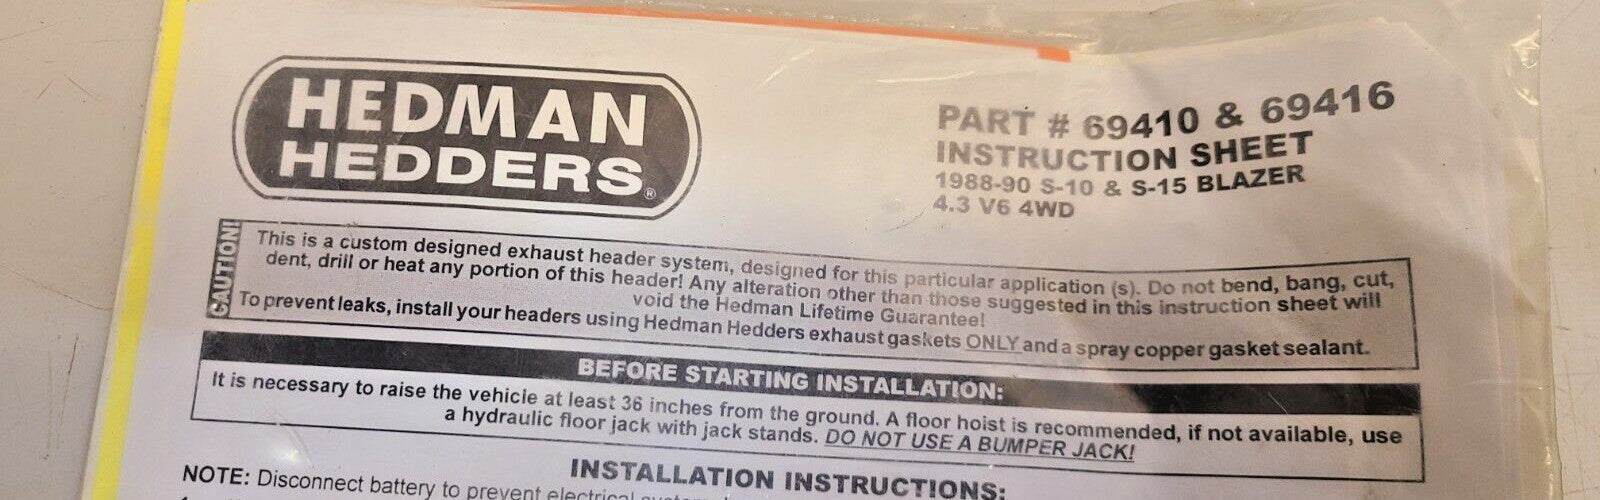 HEDMAN
HEDDERS®
PART # 69410 & 69416
INSTRUCTION SHEET
1988-90 S-10 & S-15 BLAZER
4.3 V6 4WD
CAUTION!
This is a custom designed exhaust header system, designed for this particular application (s). Do not bend, bang, cut,
dent, drill or heat any portion of this header! Any alteration other than those suggested in this instruction sheet will
void the Hedman Lifetime Guarantee!
To prevent leaks, install your headers using Hedman Hedders exhaust gaskets ONLY and a spray copper gasket sealant.
BEFORE STARTING INSTALLATION:
It is necessary to raise the vehicle at least 36 inches from the ground. A floor hoist is recommended, if not available, use
a hydraulic floor jack with jack stands. DO NOT USE A BUMPER JACK!
INSTALLATION INSTRUCTIONS:
NOTE: Disconnect battery to prevent electrical